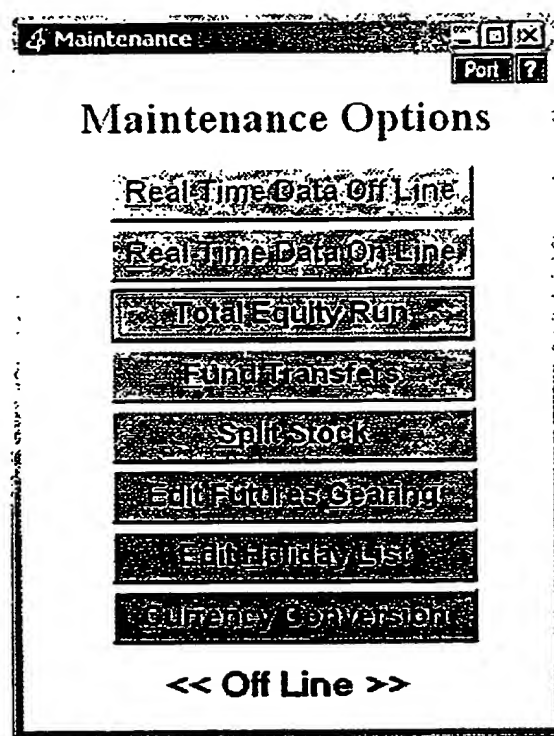 Maintenance
Port ?
Maintenance Options
Real-Time Data Off Line
Real-Time Data On Line
Total Equity Run
Fund Transfers
Split Stock
Edit Futures Gearing
Edit Holiday List
Currency Conversion
<< Off Line >>